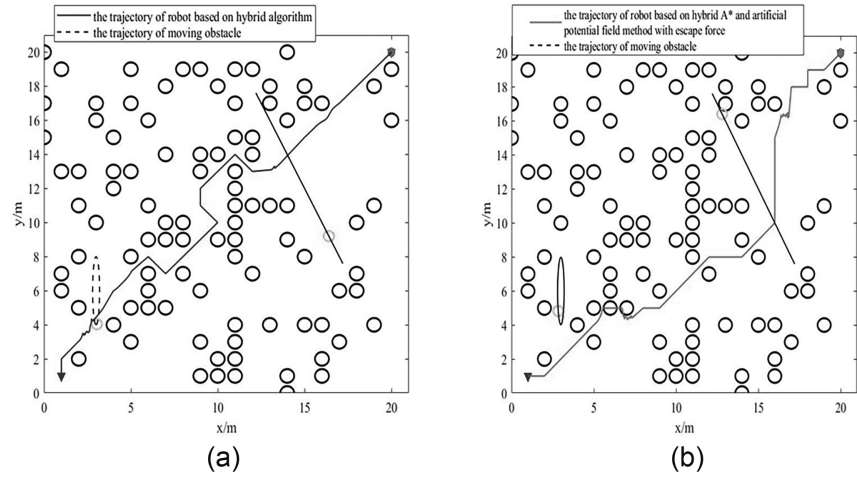 the trajectory of robot based on hybrid algorithm
the trajectory of moving obstacle
20
18
16
14
12
10
8
6
4
2
0
y/m
0
5
10
15
20
x/m
(a)
the trajectory of robot based on hybrid A* and artificial
potential field method with escape force
the trajectory of moving obstacle
20
18
16
14
12
10
8
6
4
2
0
y/m
0
5
10
15
20
x/m
(b)